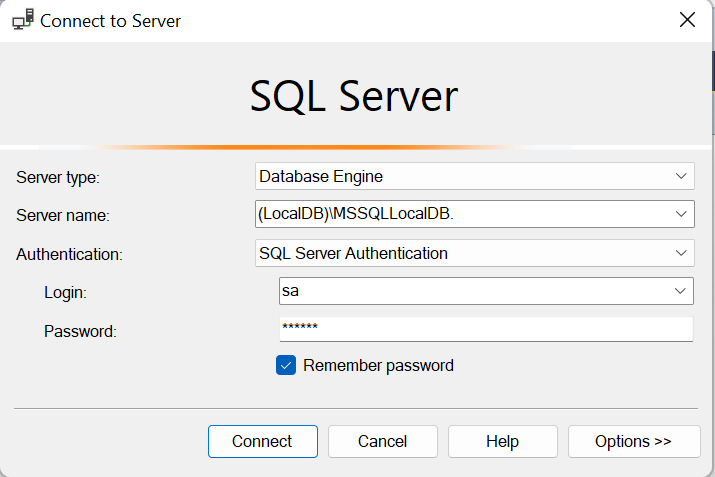 Connect to Server
SQL Server
Server type: Database Engine
Server name: (LocalDB)\MSSQLLocalDB.
Authentication: SQL Server Authentication
Login: sa
Password: ******
Remember password
Connect Cancel Help Options >>